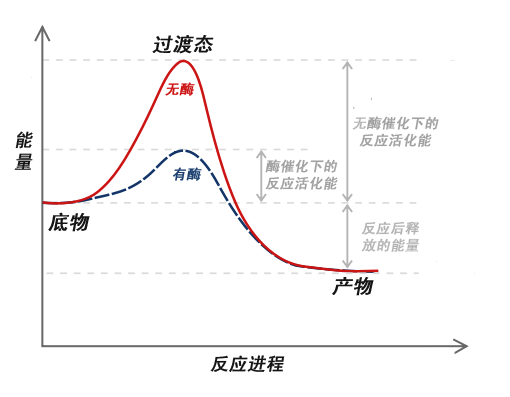 过渡态
无酶
无酶催化下的
反应活化能
能
量
有酶
酶催化下的
反应活化能
底物
反应后释
放的能量
产物
反应进程